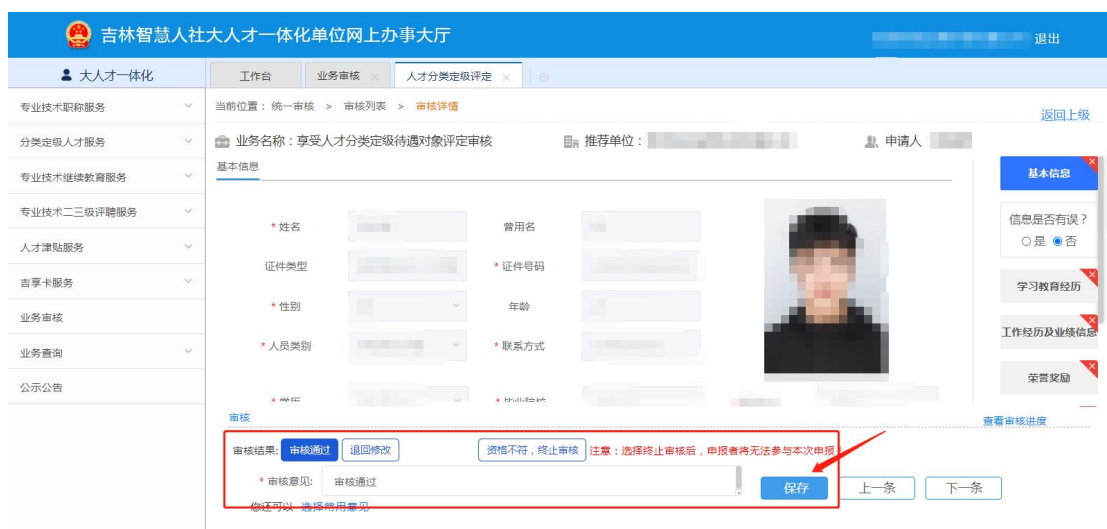 吉林智慧人社大人才一体化单位网上办事大厅
退出
大人才一体化
工作台 业务审核 × 人才分类定级评定 ×
专业技术职称服务
分类定级人才服务
专业技术继续教育服务
专业技术二三级评聘服务
人才津贴服务
吉享卡服务
业务审核
业务查询
公示公告
当前位置：统一审核 > 审核列表 > 审核详情
返回上级
业务名称：享受人才分类定级待遇对象评定审核 推荐单位： 申请人
基本信息
* 姓名 曾用名
证件类型 * 证件号码
* 性别 年龄
* 人员类别 * 联系方式
* 学历 * 毕业院校
基本信息
信息是否有误？
是 否
学习教育经历
工作经历及业绩信息
荣誉奖励
审核
查看审核进度
审核结果: 审核通过 退回修改 资格不符，终止审核 注意：选择终止审核后，申报者将无法参与本次申报
* 审核意见: 审核通过
保存 上一条 下一条
您还可以 选择常用意见